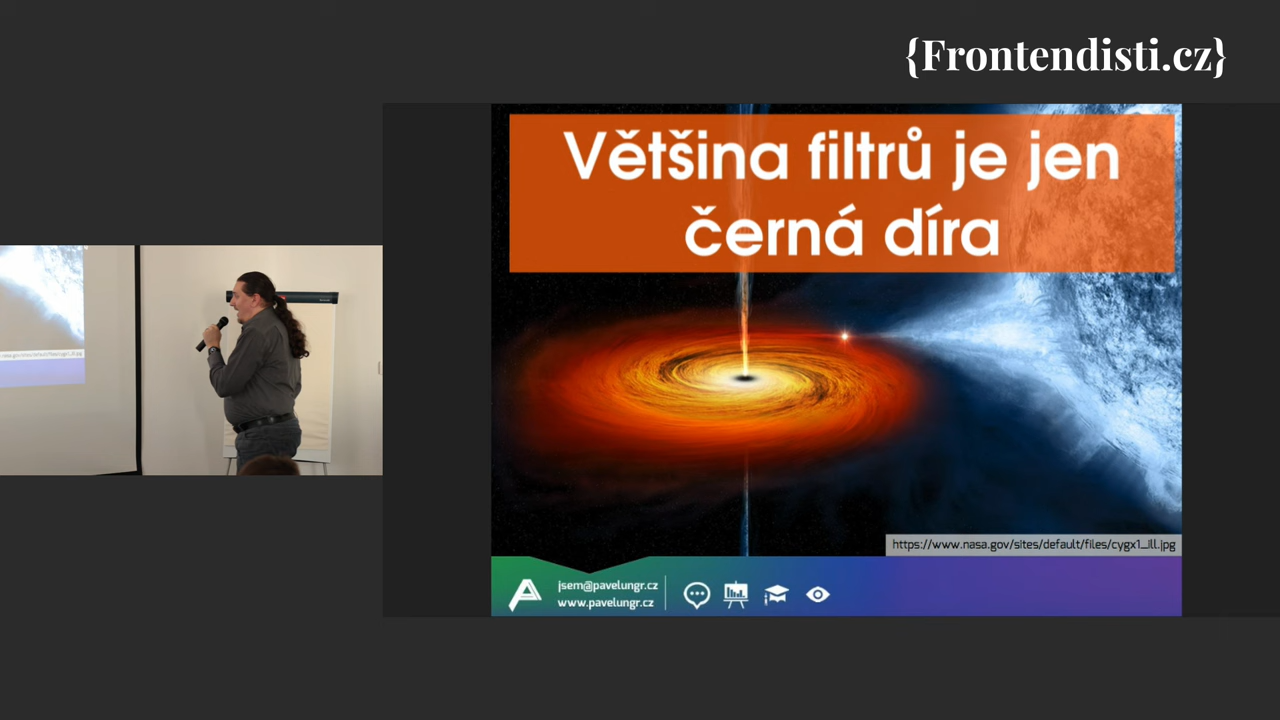 {Frontendisti.cz}
Většina filtrů je jen
černá díra
https://www.nasa.gov/sites/default/files/cygx1_ill.jpg
jsem@pavelungr.cz
www.pavelungr.cz